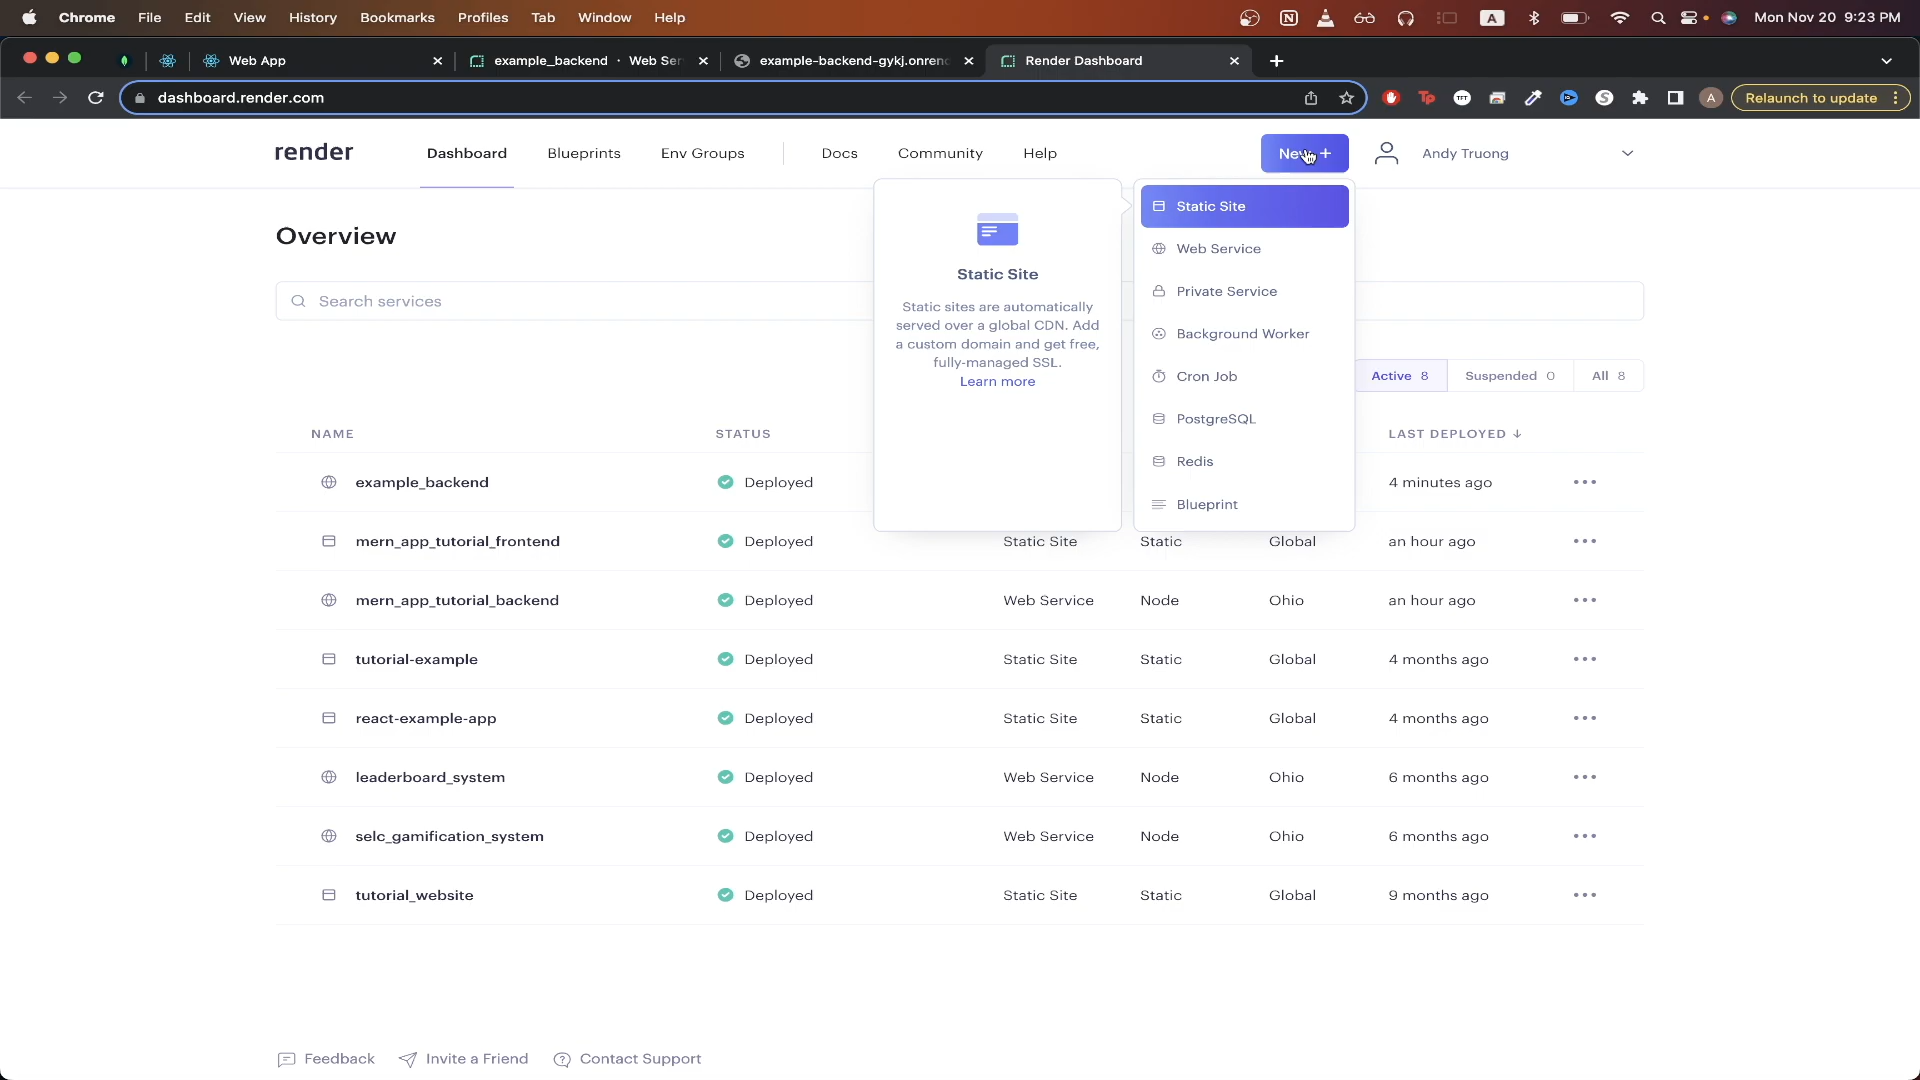 Chrome File Edit View History Bookmarks Profiles Tab Window Help A Mon Nov 20 9:23 PM
Web App example_backend · Web Ser example-backend-gykj.onrend Render Dashboard
dashboard.render.com Relaunch to update
render Dashboard Blueprints Env Groups Docs Community Help New + Andy Truong
Static Site
Overview
Web Service
Static Site
Private Service
Search services
Static sites are automatically
served over a global CDN. Add
a custom domain and get free,
fully-managed SSL.
Learn more
Background Worker
Cron Job
Active 8 Suspended 0 All 8
PostgreSQL
NAME STATUS LAST DEPLOYED ↓
Redis
example_backend Deployed 4 minutes ago
Blueprint
mern_app_tutorial_frontend Deployed Static Site Static Global an hour ago
mern_app_tutorial_backend Deployed Web Service Node Ohio an hour ago
tutorial-example Deployed Static Site Static Global 4 months ago
react-example-app Deployed Static Site Static Global 4 months ago
leaderboard_system Deployed Web Service Node Ohio 6 months ago
selc_gamification_system Deployed Web Service Node Ohio 6 months ago
tutorial_website Deployed Static Site Static Global 9 months ago
Feedback Invite a Friend Contact Support